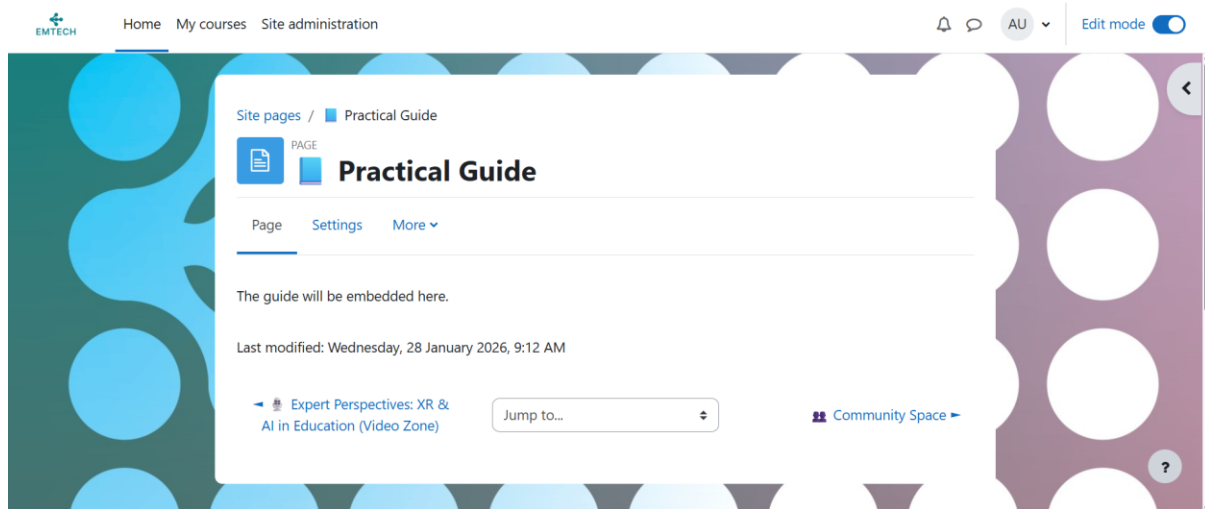 EMTECH
Home My courses Site administration
AU
Edit mode
Site pages / Practical Guide
PAGE
Practical Guide
Page Settings More
The guide will be embedded here.
Last modified: Wednesday, 28 January 2026, 9:12 AM
◄ Expert Perspectives: XR &
AI in Education (Video Zone)
Jump to...
Community Space ►
?